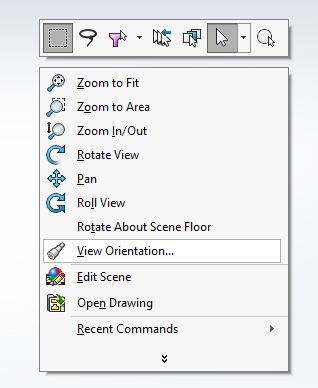 Zoom to Fit
Zoom to Area
Zoom In/Out
Rotate View
Pan
Roll View
Rotate About Scene Floor
View Orientation...
Edit Scene
Open Drawing
Recent Commands